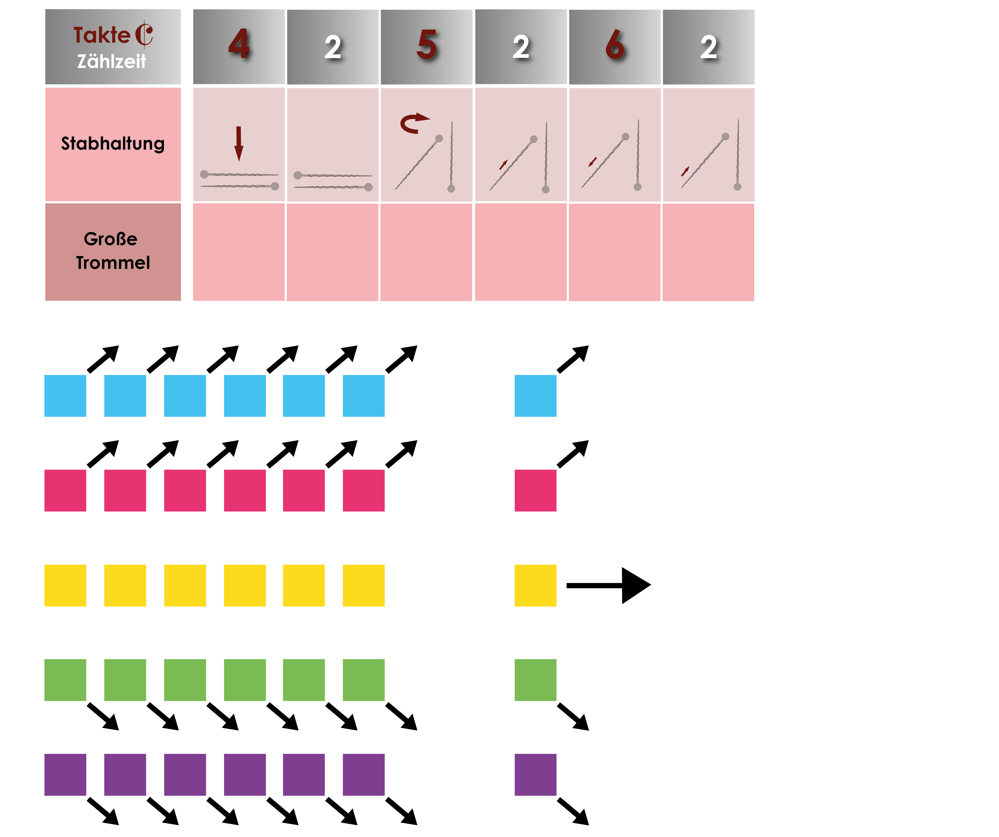 Takte ₵ 4 2 5 2 6 2
Zählzeit
Stabhaltung
Große
Trommel